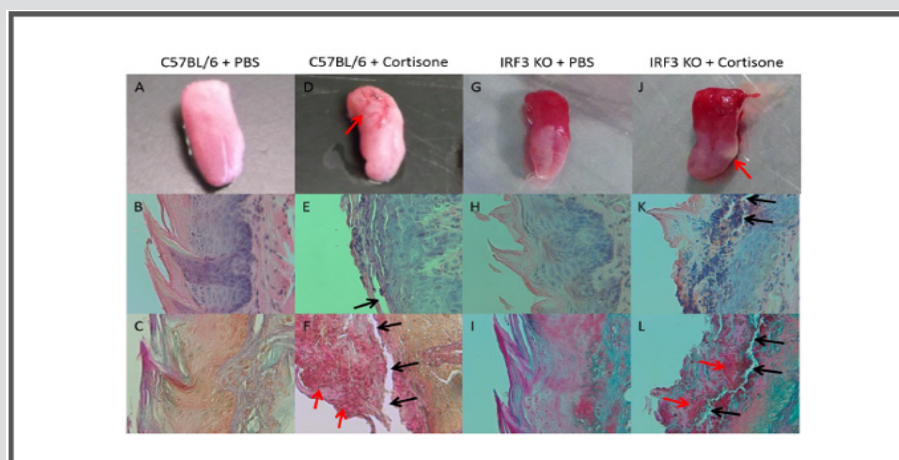 C57BL/6 + PBS C57BL/6 + Cortisone IRF3 KO + PBS IRF3 KO + Cortisone
A D G J
B E H K
C F I L